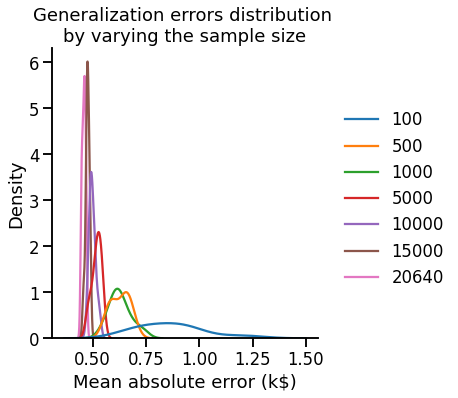 Generalization errors distribution
by varying the sample size
6
5
4
3
2
1
0
Density
0.50 0.75 1.00 1.25 1.50
Mean absolute error (k$)
100
500
1000
5000
10000
15000
20640